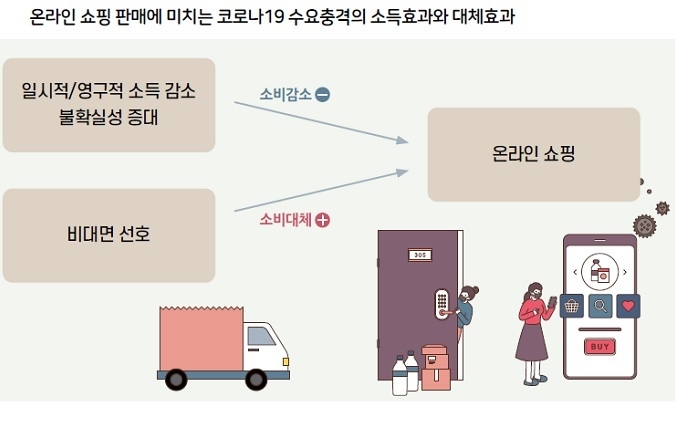 온라인 쇼핑 판매에 미치는 코로나19 수요충격의 소득효과와 대체효과
일시적/영구적 소득 감소
불확실성 증대
소비감소 −
온라인 쇼핑
비대면 선호
소비대체 +
305
BUY